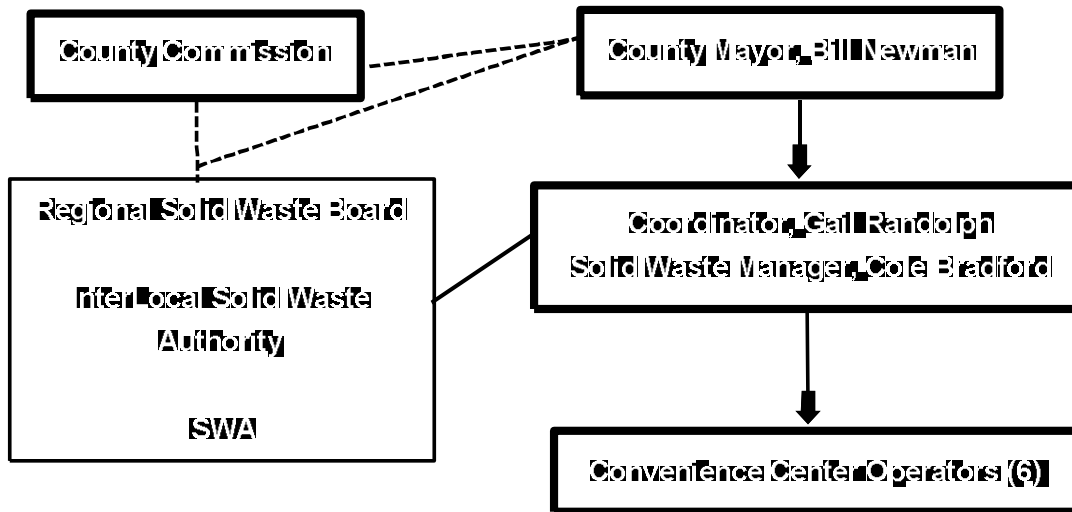 County Commission
County Mayor, Bill Newman
Regional Solid Waste Board
InterLocal Solid Waste
Authority
SWA
Coordinator, Gail Randolph
Solid Waste Manager, Cole Bradford
Convenience Center Operators (6)